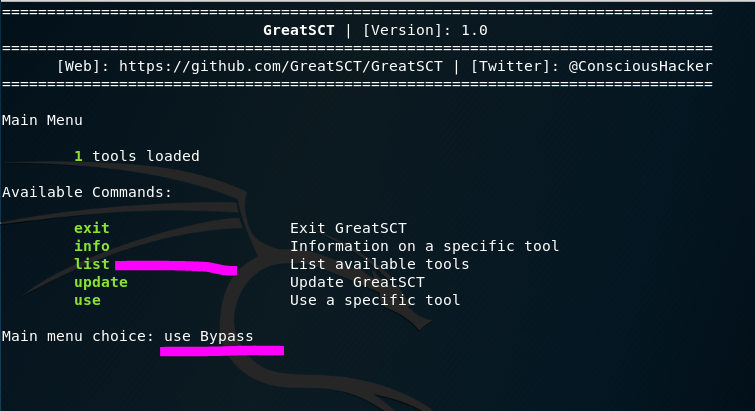 ===============================================================================
GreatSCT | [Version]: 1.0
===============================================================================
[Web]: https://github.com/GreatSCT/GreatSCT | [Twitter]: @ConsciousHacker
===============================================================================
Main Menu
1 tools loaded
Available Commands:
exit Exit GreatSCT
info Information on a specific tool
list List available tools
update Update GreatSCT
use Use a specific tool
Main menu choice: use Bypass